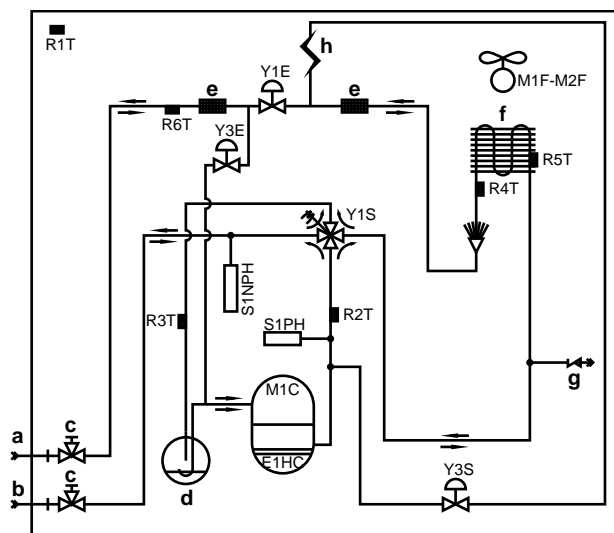 R1T
h
M1F-M2F
Y1E
e
e
f
R6T
Y3E
R5T
R4T
Y1S
S1NPH
R3T
R2T
S1PH
M1C
g
a
c
E1HC
b
c
d
Y3S